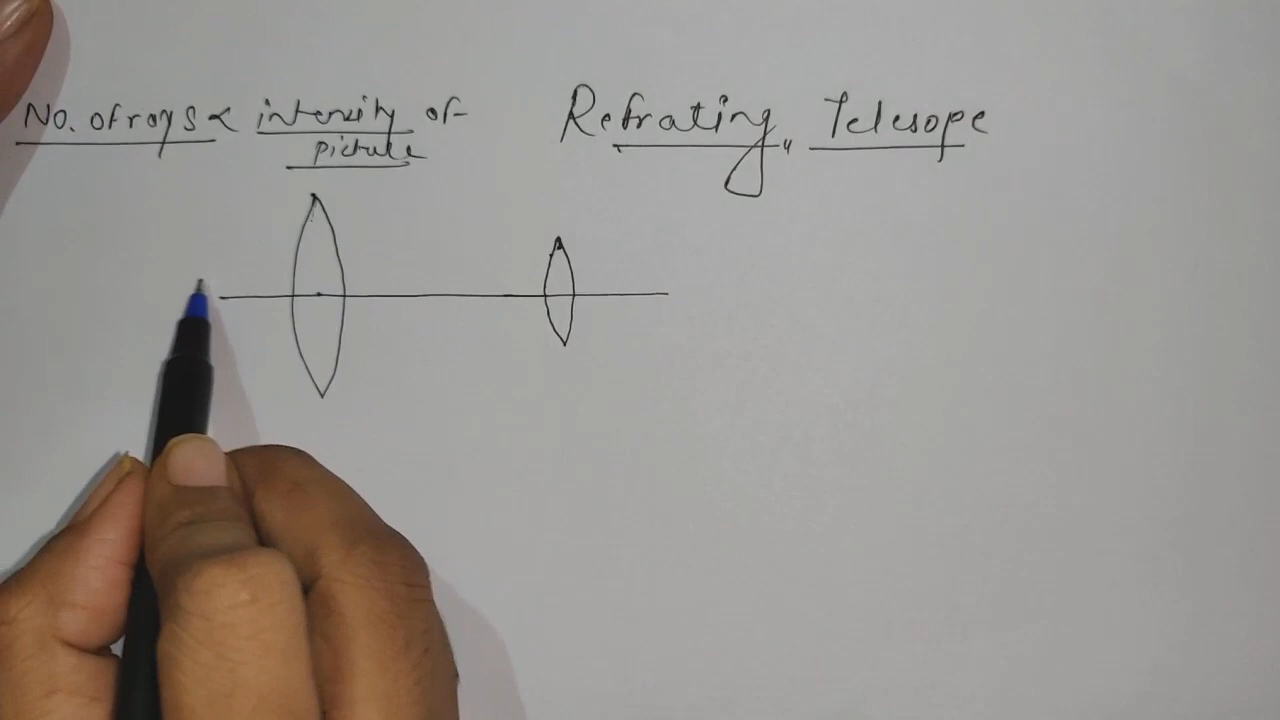 No. of rays ∝ intensity of
picture
Refrating Telesope